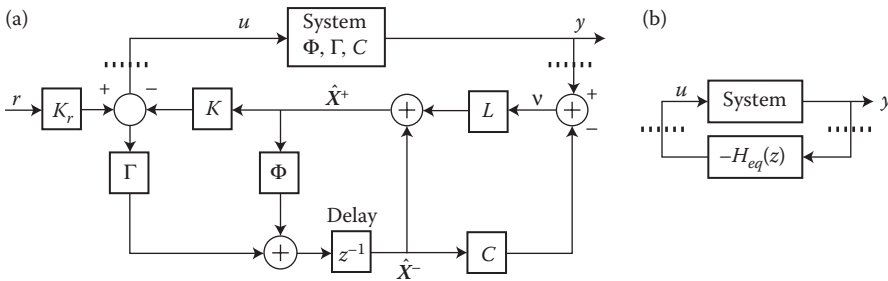 (a)
u
System
Φ, Γ, C
y
r
K_r
+
−
K
X̂⁺
+
L
ν
+
+
−
Γ
Φ
+
Delay
z⁻¹
X̂⁻
C
(b)
u
System
y
−H_eq(z)